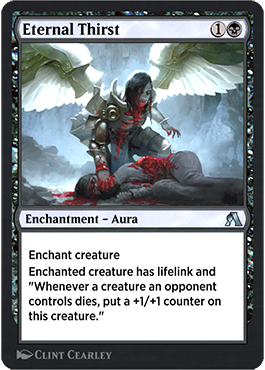 Eternal Thirst 1
Enchantment – Aura
Enchant creature
Enchanted creature has lifelink and
"Whenever a creature an opponent
controls dies, put a +1/+1 counter on
this creature."
Clint Cearley